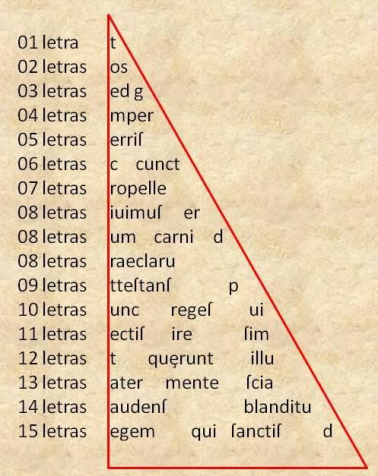 01 letra t
02 letras os
03 letras ed g
04 letras mper
05 letras erriſ
06 letras c cunct
07 letras ropelle
08 letras iuimuſ er
08 letras um carni d
08 letras raeclaru
09 letras tteſtanſ p
10 letras unc regeſ ui
11 letras ectiſ ire ſim
12 letras t quęrunt illu
13 letras ater mente ſcia
14 letras audenſ blanditu
15 letras egem qui ſanctiſ d